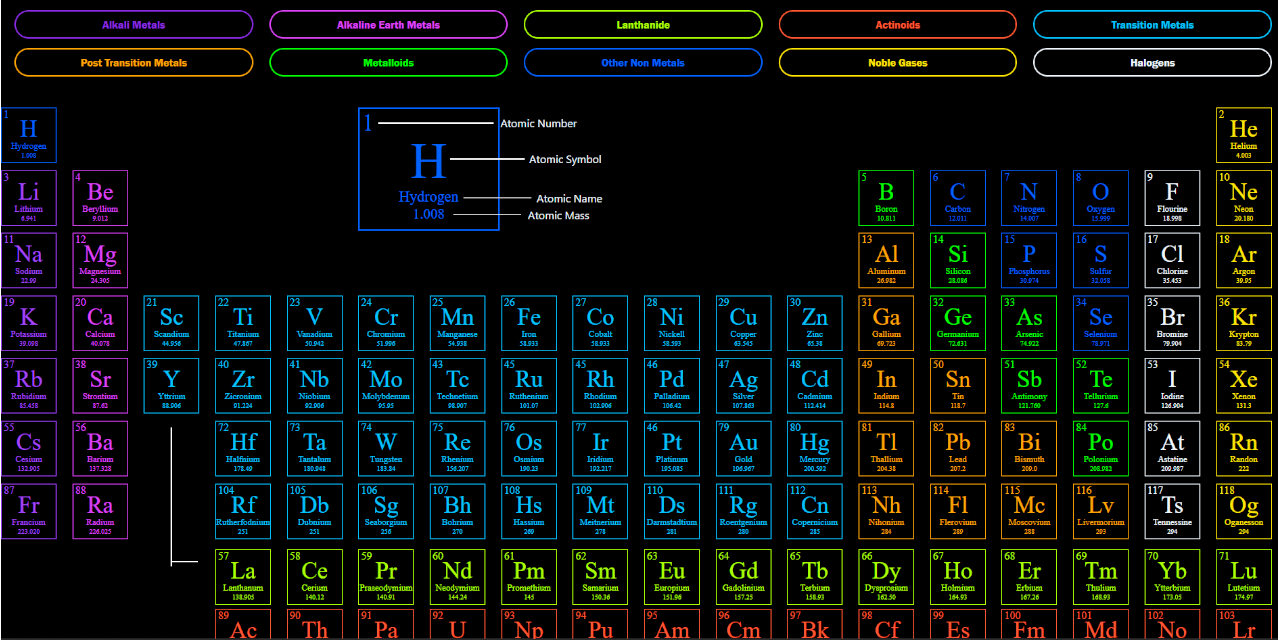 Alkali Metals Alkaline Earth Metals Lanthanide Actinoids Transition Metals
Post Transition Metals Metalloids Other Non Metals Noble Gases Halogens
1 Atomic Number
H Atomic Symbol
Hydrogen Atomic Name
1.008 Atomic Mass
1 2
H He
Hydrogen Helium
1.008 4.003
3 4 5 6 7 8 9 10
Li Be B C N O F Ne
Lithium Beryllium Boron Carbon Nitrogen Oxygen Flourine Neon
6.941 9.012 10.811 12.011 14.007 15.999 18.998 20.180
11 12 13 14 15 16 17 18
Na Mg Al Si P S Cl Ar
Sodium Magnesium Aluminum Silicon Phosphorus Sulfur Chlorine Argon
22.99 24.305 26.982 28.086 30.974 32.058 35.453 39.95
19 20 21 22 23 24 25 26 27 28 29 30 31 32 33 34 35 36
K Ca Sc Ti V Cr Mn Fe Co Ni Cu Zn Ga Ge As Se Br Kr
Potassium Calcium Scandium Titanium Vanadium Chromium Manganese Iron Cobalt Nickell Copper Zinc Gallium Germanium Arsenic Selenium Bromine Krypton
39.098 40.078 44.956 47.867 50.942 51.996 54.938 58.933 58.933 58.593 63.545 65.38 69.723 72.631 74.922 78.971 79.904 83.79
37 38 39 40 41 42 43 45 45 46 47 48 49 50 51 52 53 54
Rb Sr Y Zr Nb Mo Tc Ru Rh Pd Ag Cd In Sn Sb Te I Xe
Rubidium Strontium Yttrium Zicronium Niobium Molybdenum Technetium Ruthenium Rhodium Palladium Silver Cadmium Indium Tin Antimony Tellurium Iodine Xenon
85.458 87.62 88.906 91.224 92.906 95.95 98.907 101.07 102.906 106.42 107.863 112.414 114.8 118.7 121.760 127.6 126.904 131.3
55 56 72 73 74 75 76 77 46 79 80 81 82 83 84 85 86
Cs Ba Hf Ta W Re Os Ir Pt Au Hg Tl Pb Bi Po At Rn
Cesium Barium Halfnium Tantalum Tungsten Rhenium Osmium Iridium Platinum Gold Mercury Thallium Lead Bismuth Polonium Astatine Randon
132.905 137.328 178.49 180.948 183.84 156.207 190.23 192.217 195.085 196.967 200.592 204.38 207.2 209.0 208.982 209.987 222
87 88 104 105 106 107 108 109 110 111 112 113 114 115 116 117 118
Fr Ra Rf Db Sg Bh Hs Mt Ds Rg Cn Nh Fl Mc Lv Ts Og
Francium Radium Rutherfodnium Dubnium Seaborgium Bohrium Hassium Meitnerium Darmstadtium Roentgenium Copernicium Nihonium Flerovium Moscovium Livermorium Tennessine Oganesson
223.020 226.025 251 251 256 270 269 278 281 280 285 284 289 288 293 294 294
57 58 59 60 61 62 63 64 65 66 67 68 69 70 71
La Ce Pr Nd Pm Sm Eu Gd Tb Dy Ho Er Tm Yb Lu
Lanthanum Cerium Praseodymium Neodymium Promethium Samarium Europium Gadolinium Terbium Dysprosium Holmium Erbium Thulium Ytterbium Lutetium
138.905 140.12 140.91 144.24 145 150.36 151.96 157.25 158.93 162.50 164.93 167.26 168.93 173.05 174.97
89 90 91 92 93 94 95 96 97 98 99 100 101 102 103
Ac Th Pa U Np Pu Am Cm Bk Cf Es Fm Md No Lr